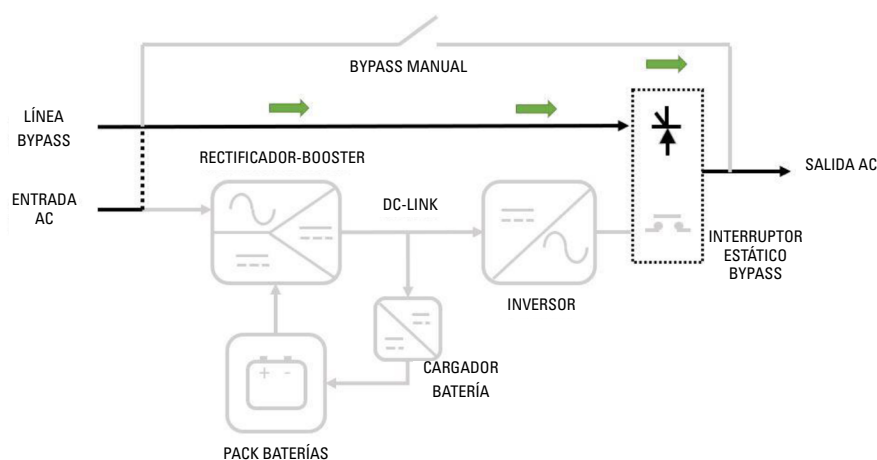 BYPASS MANUAL
LÍNEA
BYPASS
RECTIFICADOR-BOOSTER
SALIDA AC
ENTRADA
AC
DC-LINK
INTERRUPTOR
ESTÁTICO
BYPASS
INVERSOR
CARGADOR
BATERÍA
PACK BATERÍAS